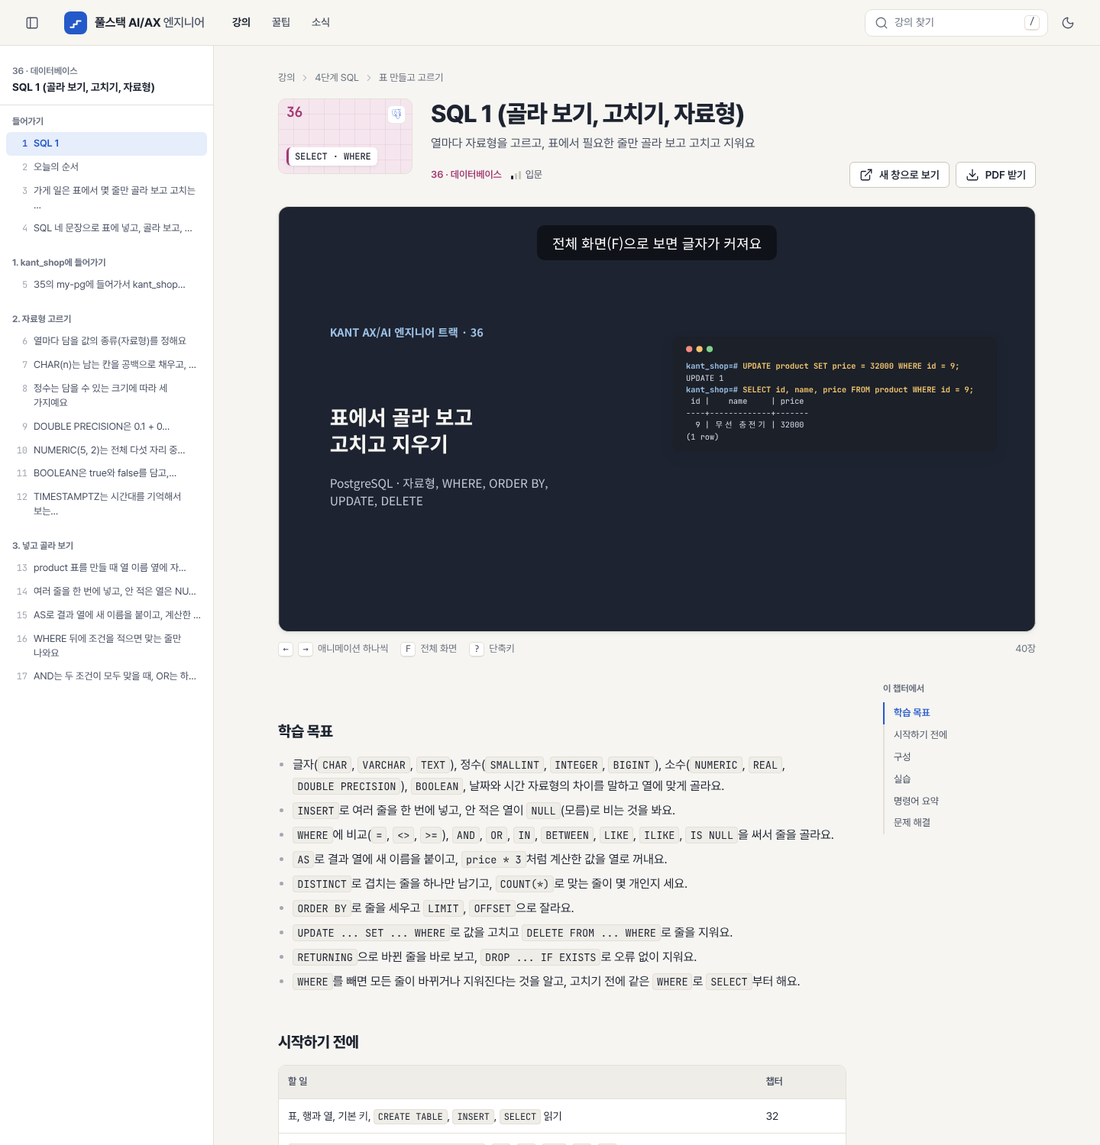 풀스택 AI/AX 엔지니어 강의 꿀팁 소식 강의 찾기 /
36 · 데이터베이스
SQL 1 (골라 보기, 고치기, 자료형)
들어가기
1 SQL 1
2 오늘의 순서
3 가게 일은 표에서 몇 줄만 골라 보고 고치는
...
4 SQL 네 문장으로 표에 넣고, 골라 보고, ...
1. kant_shop에 들어가기
5 35의 my-pg에 들어가서 kant_shop...
2. 자료형 고르기
6 열마다 담을 값의 종류(자료형)를 정해요
7 CHAR(n)는 남는 칸을 공백으로 채우고, ...
8 정수는 담을 수 있는 크기에 따라 세
가지예요
9 DOUBLE PRECISION은 0.1 + 0...
10 NUMERIC(5, 2)는 전체 다섯 자리 중...
11 BOOLEAN은 true와 false를 담고,...
12 TIMESTAMPTZ는 시간대를 기억해서
보는...
3. 넣고 골라 보기
13 product 표를 만들 때 열 이름 옆에 자...
14 여러 줄을 한 번에 넣고, 안 적은 열은 NU...
15 AS로 결과 열에 새 이름을 붙이고, 계산한 ...
16 WHERE 뒤에 조건을 적으면 맞는 줄만
나와요
17 AND는 두 조건이 모두 맞을 때, OR는 하...
강의 > 4단계 SQL > 표 만들고 고르기
36
SELECT · WHERE
SQL 1 (골라 보기, 고치기, 자료형)
열마다 자료형을 고르고, 표에서 필요한 줄만 골라 보고 고치고 지워요
36 · 데이터베이스 입문
새 창으로 보기 PDF 받기
전체 화면(F)으로 보면 글자가 커져요
KANT AX/AI 엔지니어 트랙 · 36
표에서 골라 보고
고치고 지우기
PostgreSQL · 자료형, WHERE, ORDER BY,
UPDATE, DELETE
kant_shop=# UPDATE product SET price = 32000 WHERE id = 9;
UPDATE 1
kant_shop=# SELECT id, name, price FROM product WHERE id = 9;
id | name | price
----+-------------+-------
9 | 무선 충전기 | 32000
(1 row)
← → 애니메이션 하나씩 F 전체 화면 ? 단축키 40장
이 챕터에서
학습 목표
시작하기 전에
구성
실습
명령어 요약
문제 해결
학습 목표
글자( CHAR , VARCHAR , TEXT ), 정수( SMALLINT , INTEGER , BIGINT ), 소수( NUMERIC , REAL ,
DOUBLE PRECISION ), BOOLEAN , 날짜와 시간 자료형의 차이를 말하고 열에 맞게 골라요.
INSERT 로 여러 줄을 한 번에 넣고, 안 적은 열이 NULL (모름)로 비는 것을 봐요.
WHERE 에 비교( = , <> , >= ), AND , OR , IN , BETWEEN , LIKE , ILIKE , IS NULL 을 써서 줄을 골라요.
AS 로 결과 열에 새 이름을 붙이고, price * 3 처럼 계산한 값을 열로 꺼내요.
DISTINCT 로 겹치는 줄을 하나만 남기고, COUNT(*) 로 맞는 줄이 몇 개인지 세요.
ORDER BY 로 줄을 세우고 LIMIT , OFFSET 으로 잘라요.
UPDATE ... SET ... WHERE 로 값을 고치고 DELETE FROM ... WHERE 로 줄을 지워요.
RETURNING 으로 바뀐 줄을 바로 보고, DROP ... IF EXISTS 로 오류 없이 지워요.
WHERE 를 빼면 모든 줄이 바뀌거나 지워진다는 것을 알고, 고치기 전에 같은 WHERE 로 SELECT 부터 해요.
시작하기 전에
할 일 챕터
표, 행과 열, 기본 키, CREATE TABLE , INSERT , SELECT 읽기 32